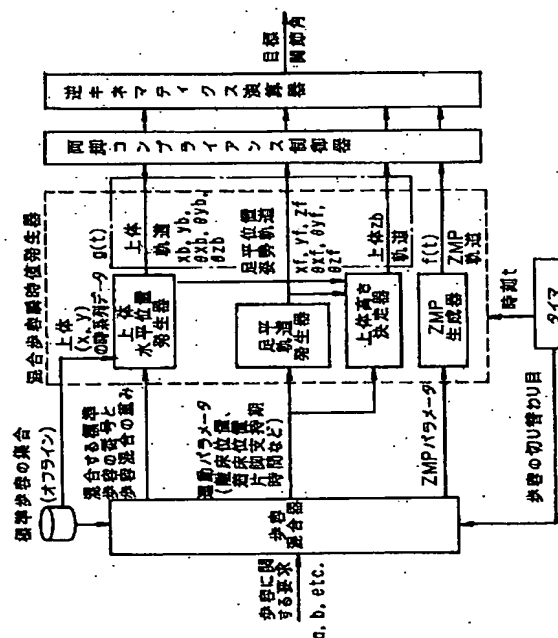 標準歩容の集合
(オフライン)
歩容に関
する要求
a, b, etc.
歩容
混合器
混合する標準
歩容の番号と
歩容混合の重み
運動パラメータ
(離床位置、
着床位置、
片脚支持期
時間など)
ZMPパラメータ
歩容の切り替わり目
混合歩容瞬時値発生器
上体
(x, y)
の時系列データ
上体
水平位置
発生器
足平
軌道
発生器
上体高さ
決定器
ZMP
生成器
時刻t
タイマ
g(t)
上体
軌道
xb, yb,
θxb, θyb,
θzb
足平位置
姿勢軌道
xf, yf, zf
θxf, θyf,
θzf
上体zb
軌道
f(t)
ZMP
軌道
両脚コンプライアンス制御器
逆キネマティクス演算器
目標
関節角